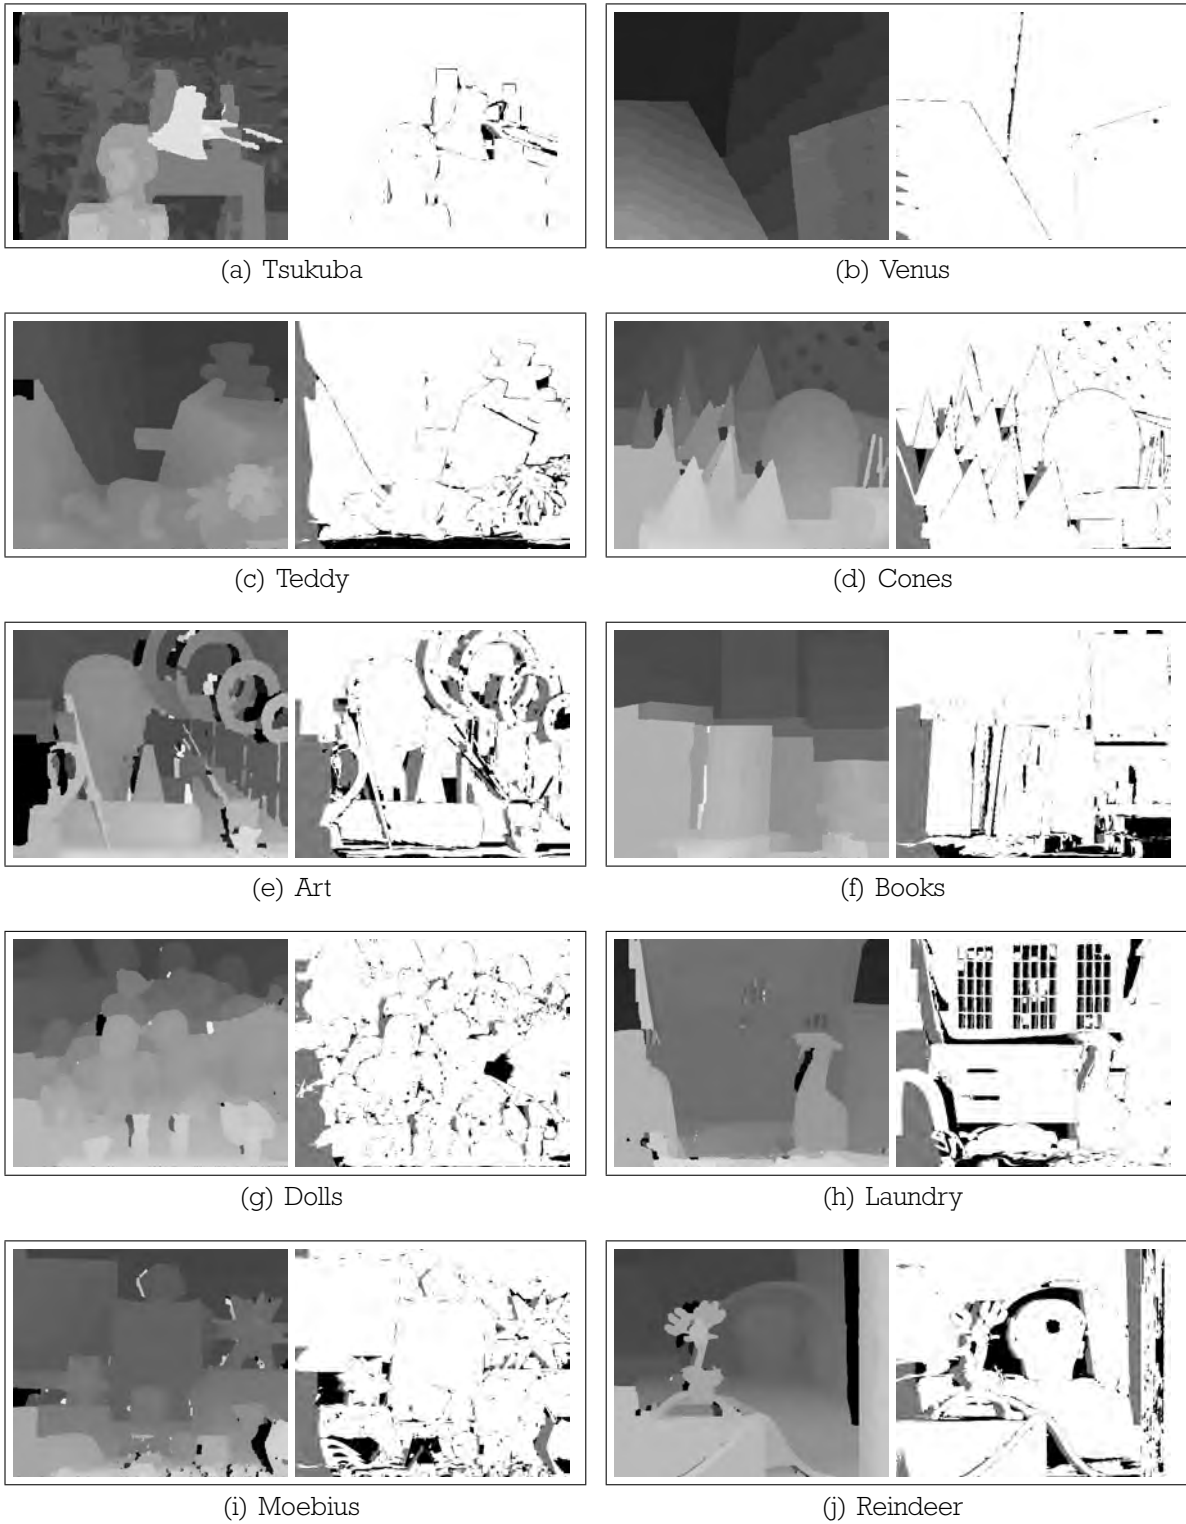 (a) Tsukuba
(b) Venus
(c) Teddy
(d) Cones
(e) Art
(f) Books
(g) Dolls
(h) Laundry
(i) Moebius
(j) Reindeer